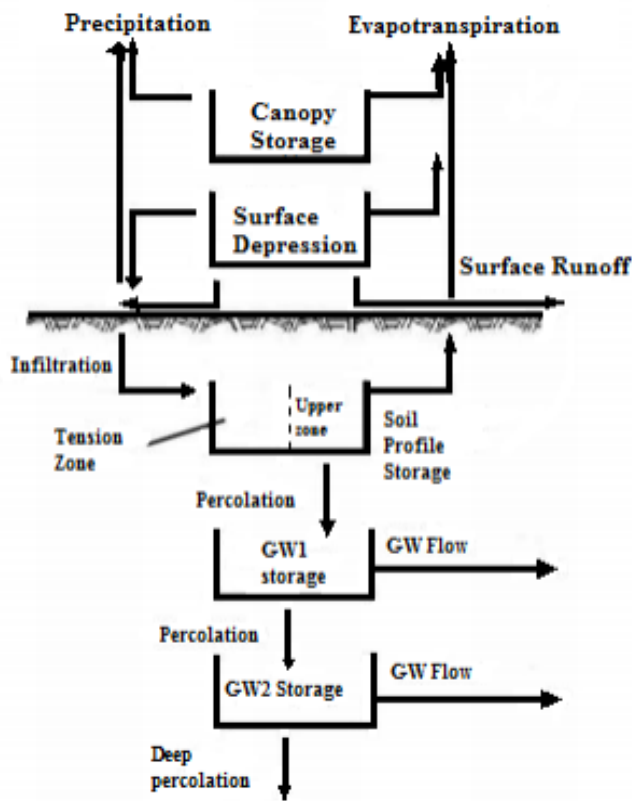 Precipitation
Evapotranspiration
Canopy
Storage
Surface
Depression
Surface Runoff
Infiltration
Upper
zone
Tension
Zone
Soil
Profile
Storage
Percolation
GW1
storage
GW Flow
Percolation
GW2 Storage
GW Flow
Deep
percolation